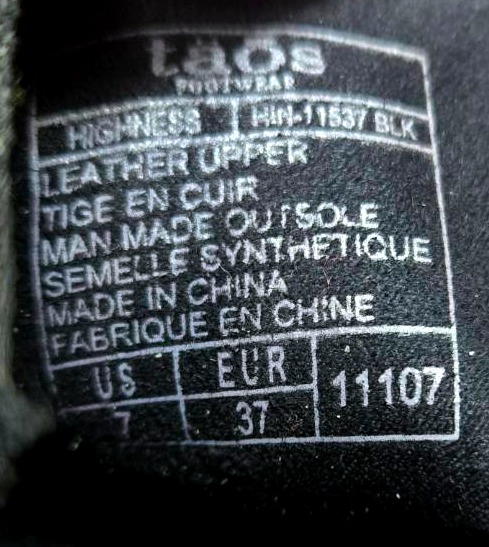 taos
FOOTWEAR
HIGHNESS HIN-11537 BLK
LEATHER UPPER
TIGE EN CUIR
MAN MADE OUTSOLE
SEMELLE SYNTHETIQUE
MADE IN CHINA
FABRIQUE EN CHINE
US EUR 11107
7 37